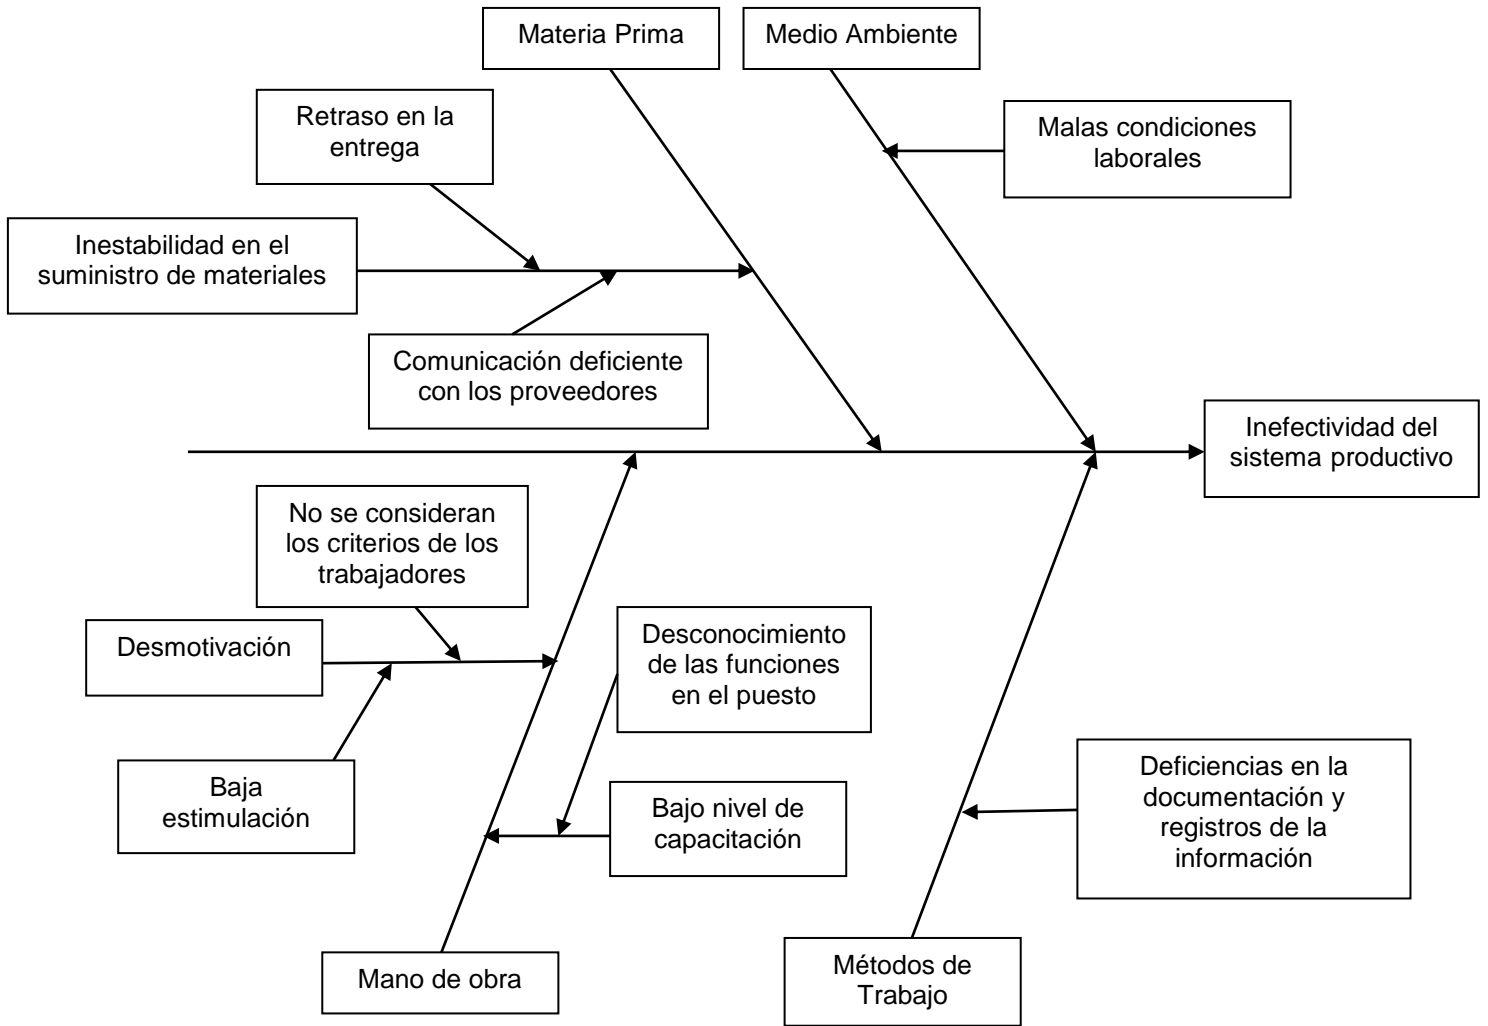 Materia Prima
Medio Ambiente
Retraso en la
entrega
Malas condiciones
laborales
Inestabilidad en el
suministro de materiales
Comunicación deficiente
con los proveedores
Inefectividad del
sistema productivo
No se consideran
los criterios de los
trabajadores
Desmotivación
Desconocimiento
de las funciones
en el puesto
Baja
estimulación
Bajo nivel de
capacitación
Deficiencias en la
documentación y
registros de la
información
Mano de obra
Métodos de
Trabajo